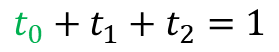 t₀ + t₁ + t₂ = 1